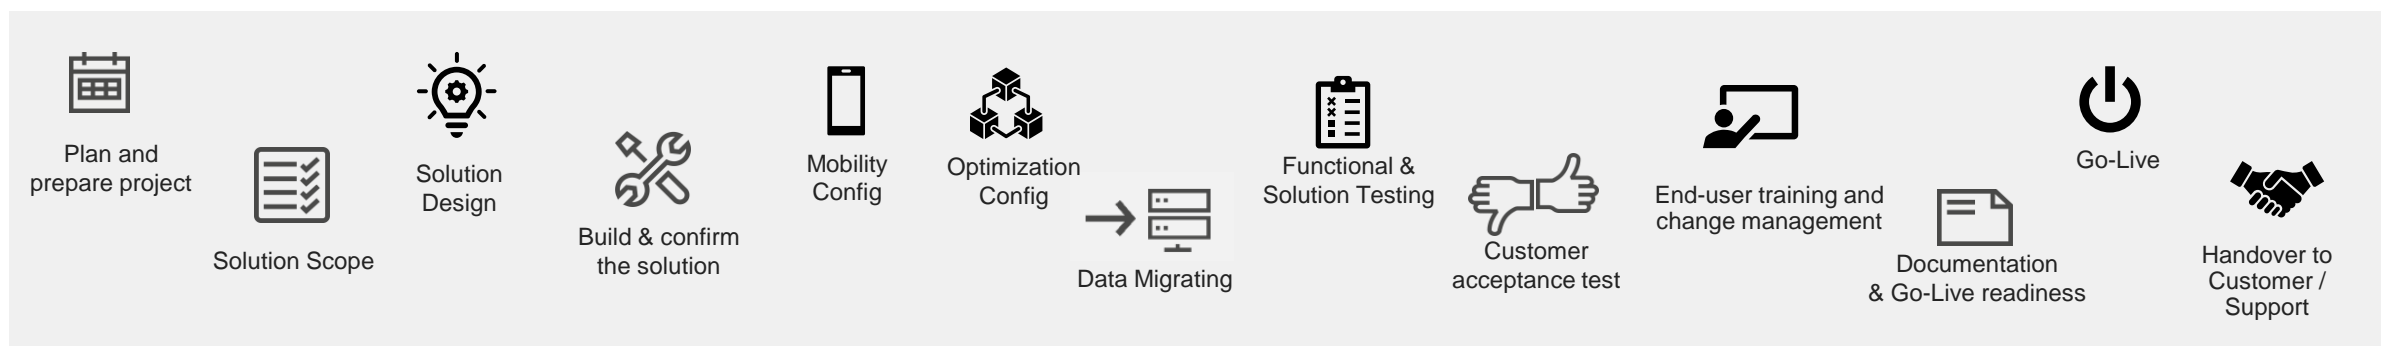 Plan and
prepare project
Solution Scope
Solution
Design
Build & confirm
the solution
Mobility
Config
Optimization
Config
Data Migrating
Functional &
Solution Testing
Customer
acceptance test
End-user training and
change management
Documentation
& Go-Live readiness
Go-Live
Handover to
Customer /
Support